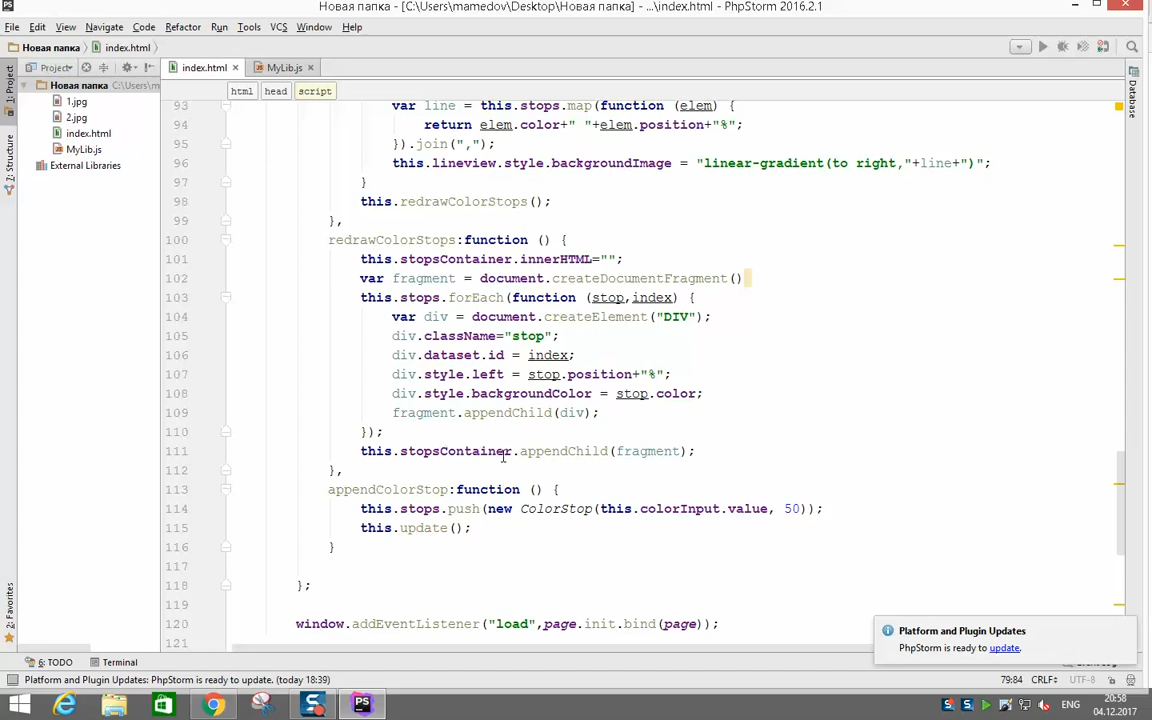 Новая папка - [C:\Users\mamedov\Desktop\Новая папка] - ...\index.html - PhpStorm 2016.2.1
File Edit View Navigate Code Refactor Run Tools VCS Window Help
Новая папка index.html
Project index.html MyLib.js
Новая папка C:\Users\m
1.jpg
2.jpg
index.html
MyLib.js
External Libraries
1: Project
7: Structure
2: Favorites
Database
html head script
93 var line = this.stops.map(function (elem) {
94 return elem.color+" "+elem.position+"%";
95 }).join(",");
96 this.lineview.style.backgroundImage = "linear-gradient(to right,"+line+")";
97 }
98 this.redrawColorStops();
99 },
100 redrawColorStops:function () {
101 this.stopsContainer.innerHTML="";
102 var fragment = document.createDocumentFragment()
103 this.stops.forEach(function (stop,index) {
104 var div = document.createElement("DIV");
105 div.className="stop";
106 div.dataset.id = index;
107 div.style.left = stop.position+"%";
108 div.style.backgroundColor = stop.color;
109 fragment.appendChild(div);
110 });
111 this.stopsContainer.appendChild(fragment);
112 },
113 appendColorStop:function () {
114 this.stops.push(new ColorStop(this.colorInput.value, 50));
115 this.update();
116 }
117
118 };
119
120 window.addEventListener("load",page.init.bind(page));
121
Platform and Plugin Updates
PhpStorm is ready to update.
6: TODO Terminal
Platform and Plugin Updates: PhpStorm is ready to update. (today 18:39) 79:84 CRLF÷ UTF-8
ENG 20:58
04.12.2017